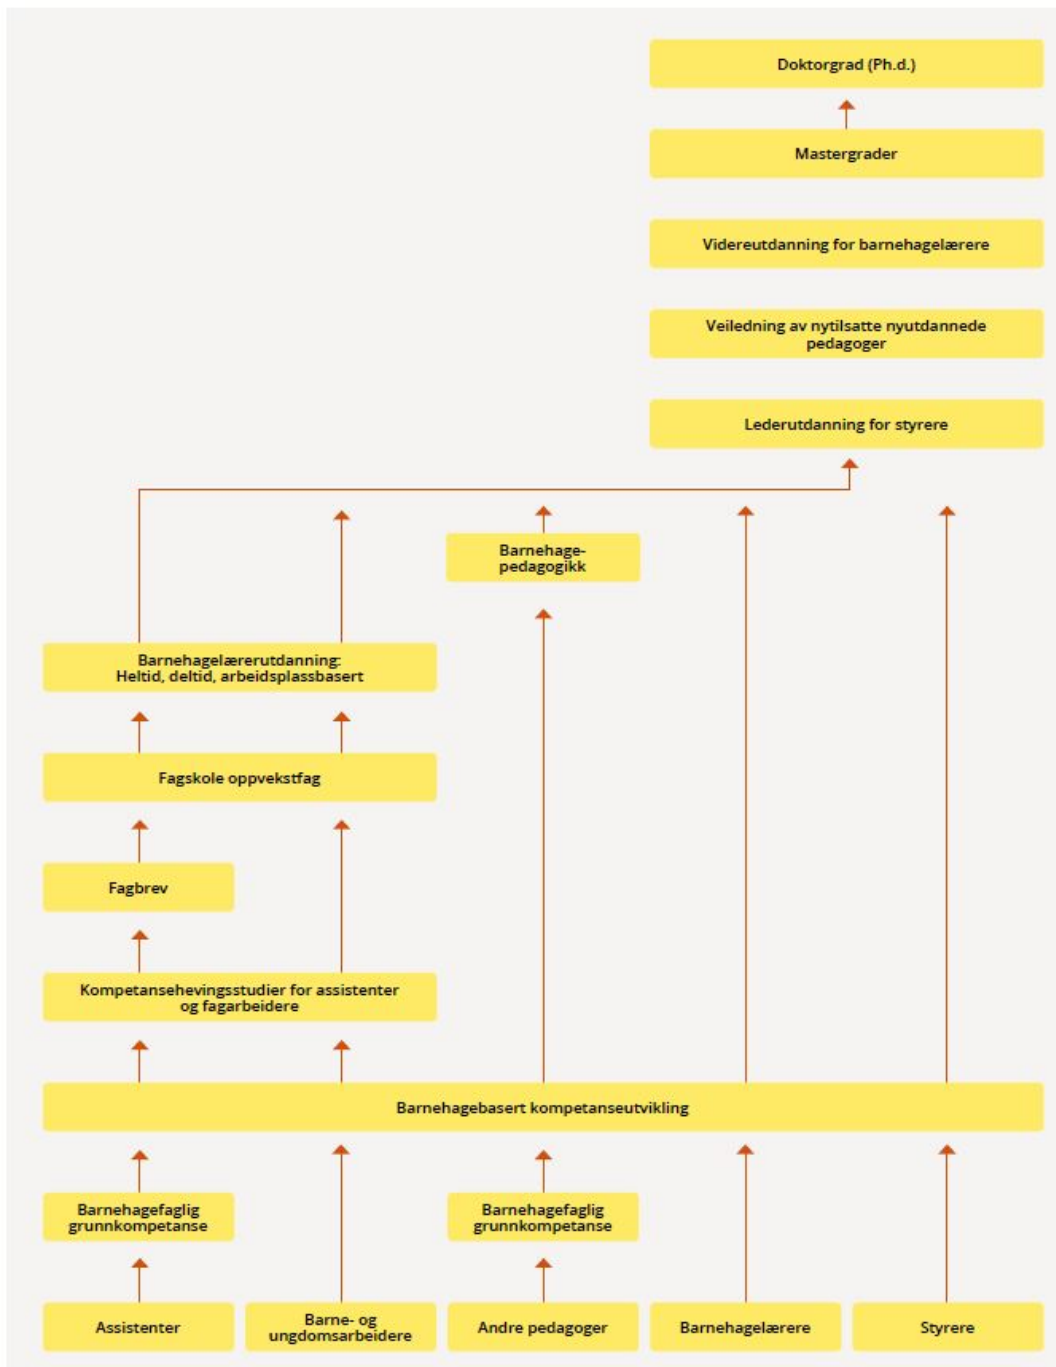 Doktorgrad (Ph.d.)
Mastergrader
Videreutdanning for barnehagelærere
Veiledning av nytilsatte nyutdannede
pedagoger
Lederutdanning for styrere
Barnehage-
pedagogikk
Barnehagelærerutdanning:
Heltid, deltid, arbeidsplassbasert
Fagskole oppvekstfag
Fagbrev
Kompetansehevingsstudier for assistenter
og fagarbeidere
Barnehagebasert kompetanseutvikling
Barnehagefaglig
grunnkompetanse
Barnehagefaglig
grunnkompetanse
Assistenter
Barne- og
ungdomsarbeidere
Andre pedagoger
Barnehagelærere
Styrere